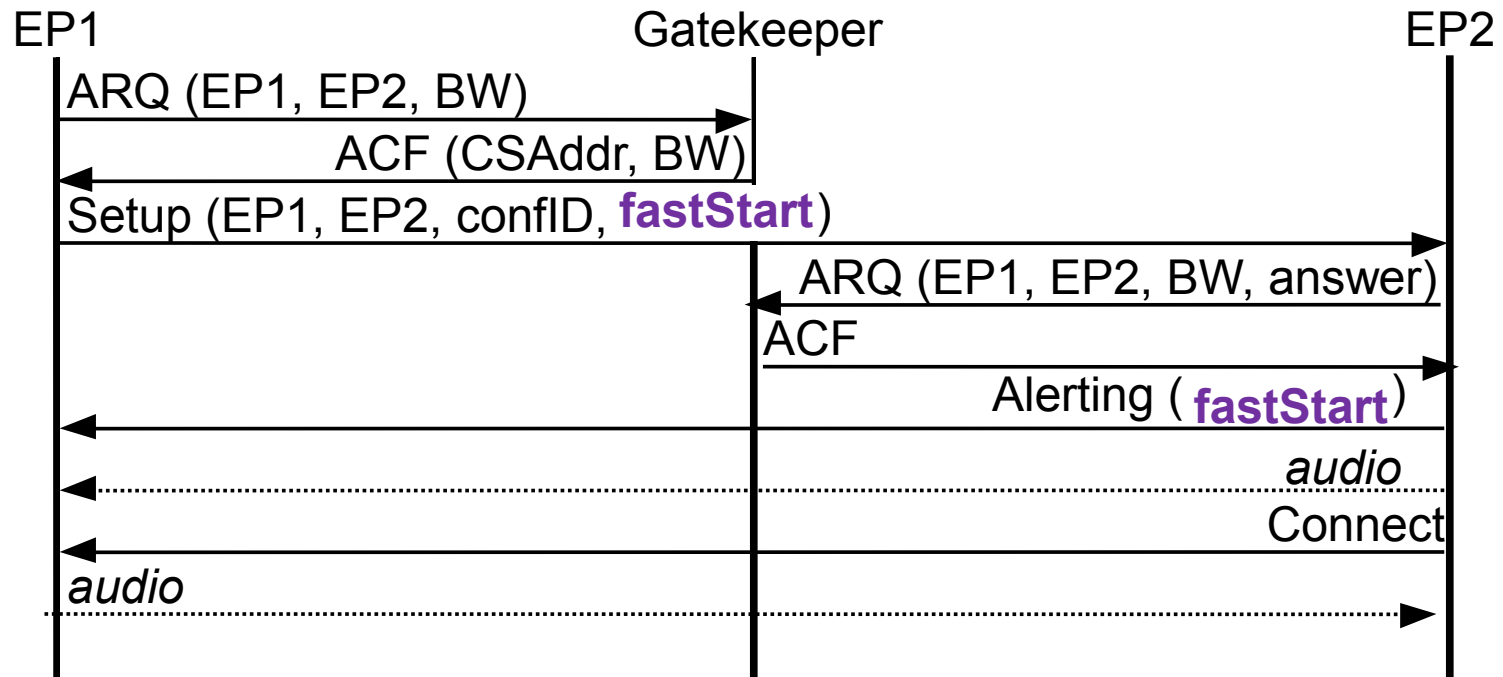 EP1 Gatekeeper EP2
ARQ (EP1, EP2, BW)
ACF (CSAddr, BW)
Setup (EP1, EP2, confID, fastStart)
ARQ (EP1, EP2, BW, answer)
ACF
Alerting ( fastStart)
audio
Connect
audio